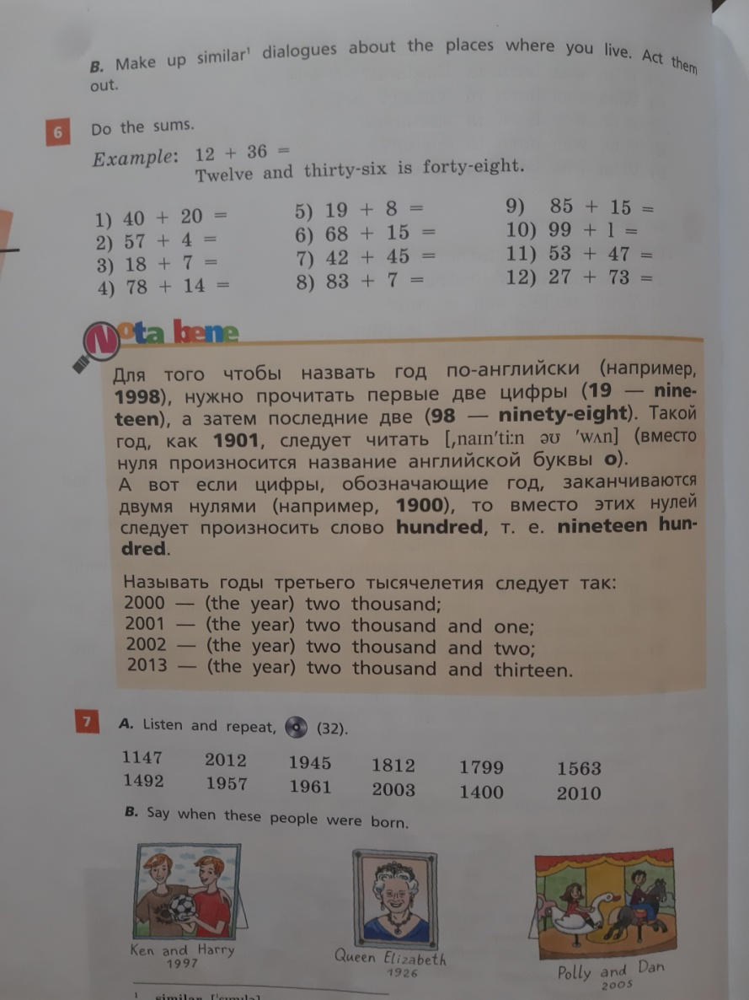 B. Make up similar¹ dialogues about the places where you live. Act them
out.
6 Do the sums.
Example: 12 + 36 =
Twelve and thirty-six is forty-eight.
1) 40 + 20 = 5) 19 + 8 = 9) 85 + 15 =
2) 57 + 4 = 6) 68 + 15 = 10) 99 + 1 =
3) 18 + 7 = 7) 42 + 45 = 11) 53 + 47 =
4) 78 + 14 = 8) 83 + 7 = 12) 27 + 73 =
Nota bene
Для того чтобы назвать год по-английски (например,
1998), нужно прочитать первые две цифры (19 — nine-
teen), а затем последние две (98 — ninety-eight). Такой
год, как 1901, следует читать [ˌnaɪnˈtiːn əʊ ˈwʌn] (вместо
нуля произносится название английской буквы o).
А вот если цифры, обозначающие год, заканчиваются
двумя нулями (например, 1900), то вместо этих нулей
следует произносить слово hundred, т. е. nineteen hun-
dred.
Называть годы третьего тысячелетия следует так:
2000 — (the year) two thousand;
2001 — (the year) two thousand and one;
2002 — (the year) two thousand and two;
2013 — (the year) two thousand and thirteen.
7 A. Listen and repeat, (32).
1147 2012 1945 1812 1799 1563
1492 1957 1961 2003 1400 2010
B. Say when these people were born.
Ken and Harry
1997
Queen Elizabeth
1926
Polly and Dan
2005
¹ similar [ˈsɪmɪlə]